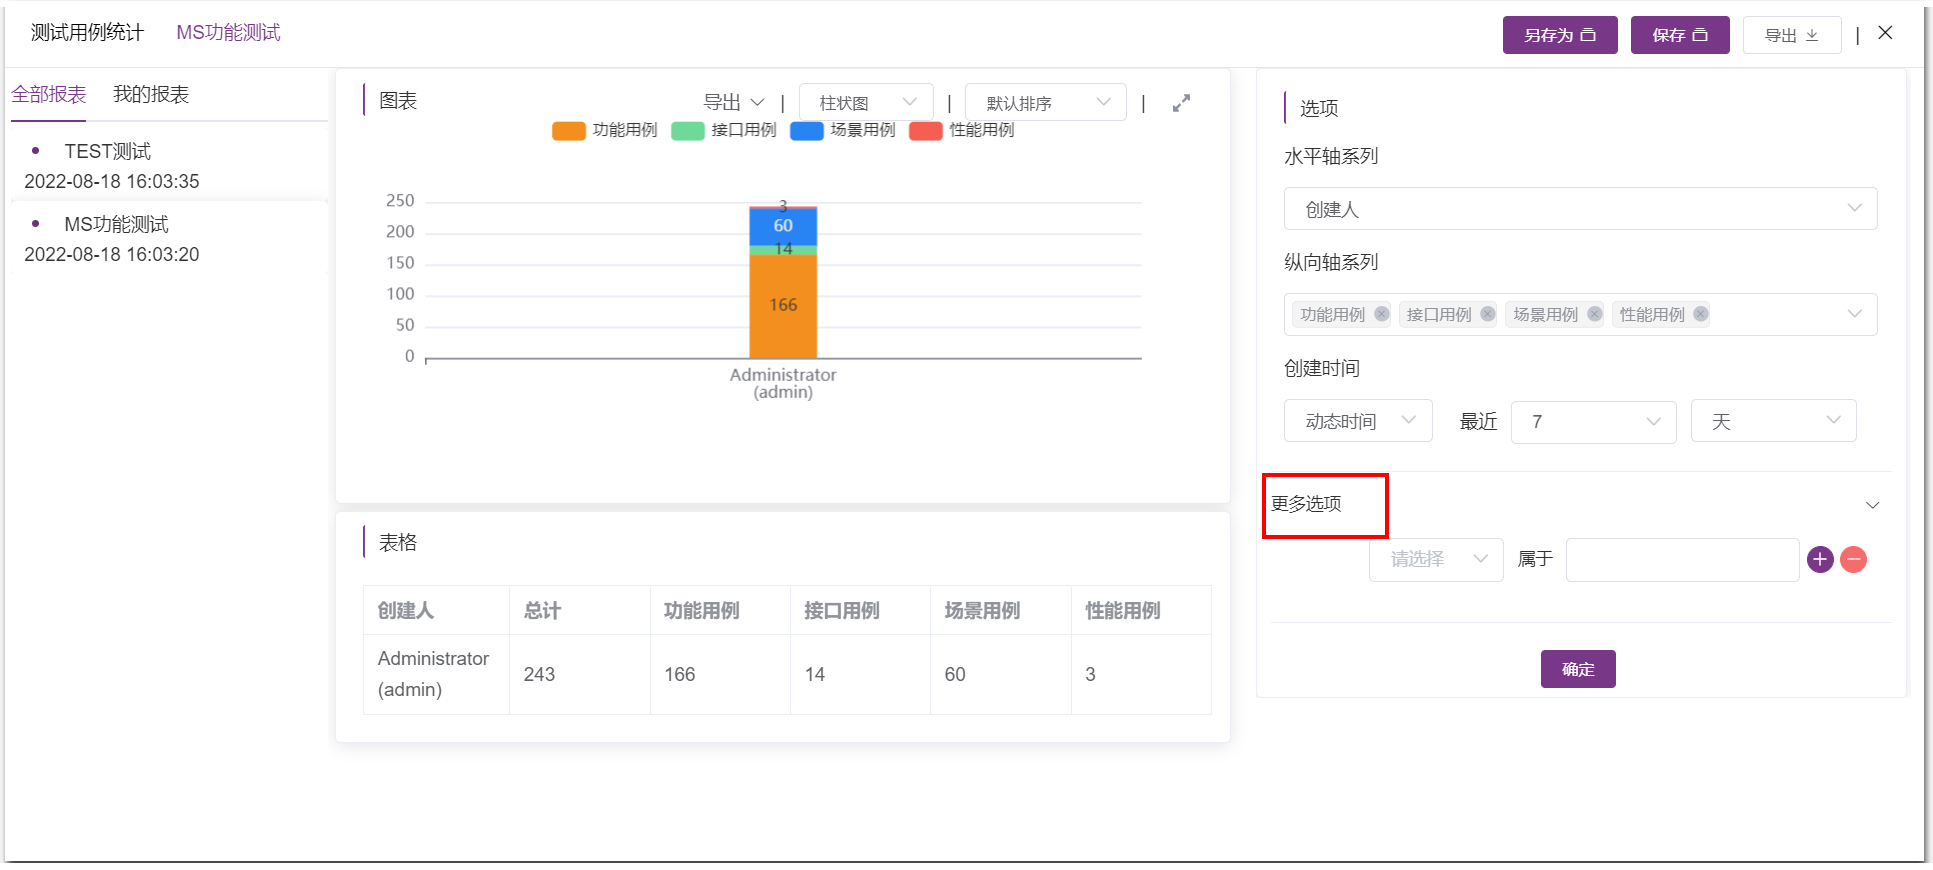 测试用例统计 MS功能测试 另存为 保存 导出
全部报表 我的报表
TEST测试
2022-08-18 16:03:35
MS功能测试
2022-08-18 16:03:20
图表 导出 柱状图 默认排序
功能用例 接口用例 场景用例 性能用例
250
200
150
100
50
0
3
60
14
166
Administrator
(admin)
表格
创建人 总计 功能用例 接口用例 场景用例 性能用例
Administrator
(admin) 243 166 14 60 3
选项
水平轴系列
创建人
纵向轴系列
功能用例 接口用例 场景用例 性能用例
创建时间
动态时间 最近 7 天
更多选项
请选择 属于
确定